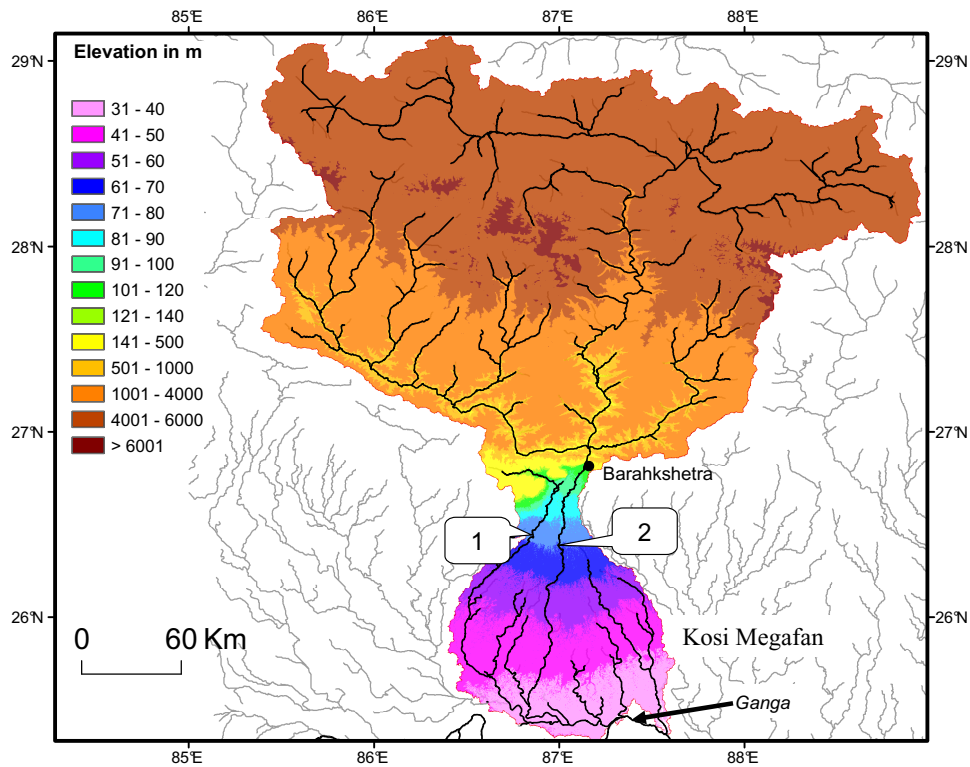 85°E 86°E 87°E 88°E
Elevation in m
31 - 40
41 - 50
51 - 60
61 - 70
71 - 80
81 - 90
91 - 100
101 - 120
121 - 140
141 - 500
501 - 1000
1001 - 4000
4001 - 6000
> 6001
29°N 29°N
28°N 28°N
27°N 27°N
Barahkshetra
1 2
26°N 26°N
Kosi Megafan
0 60 Km
Ganga
85°E 86°E 87°E 88°E